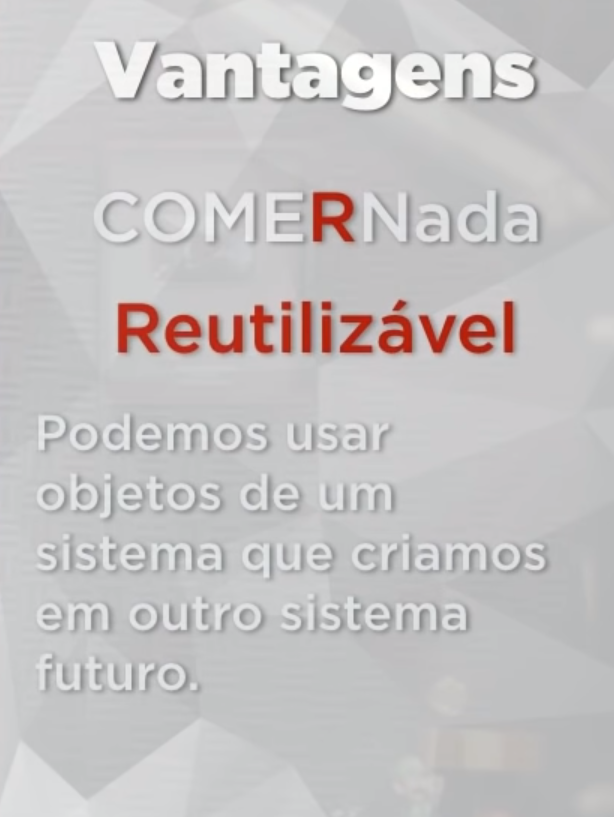 Vantagens
COMERNada
Reutilizável
Podemos usar
objetos de um
sistema que criamos
em outro sistema
futuro.